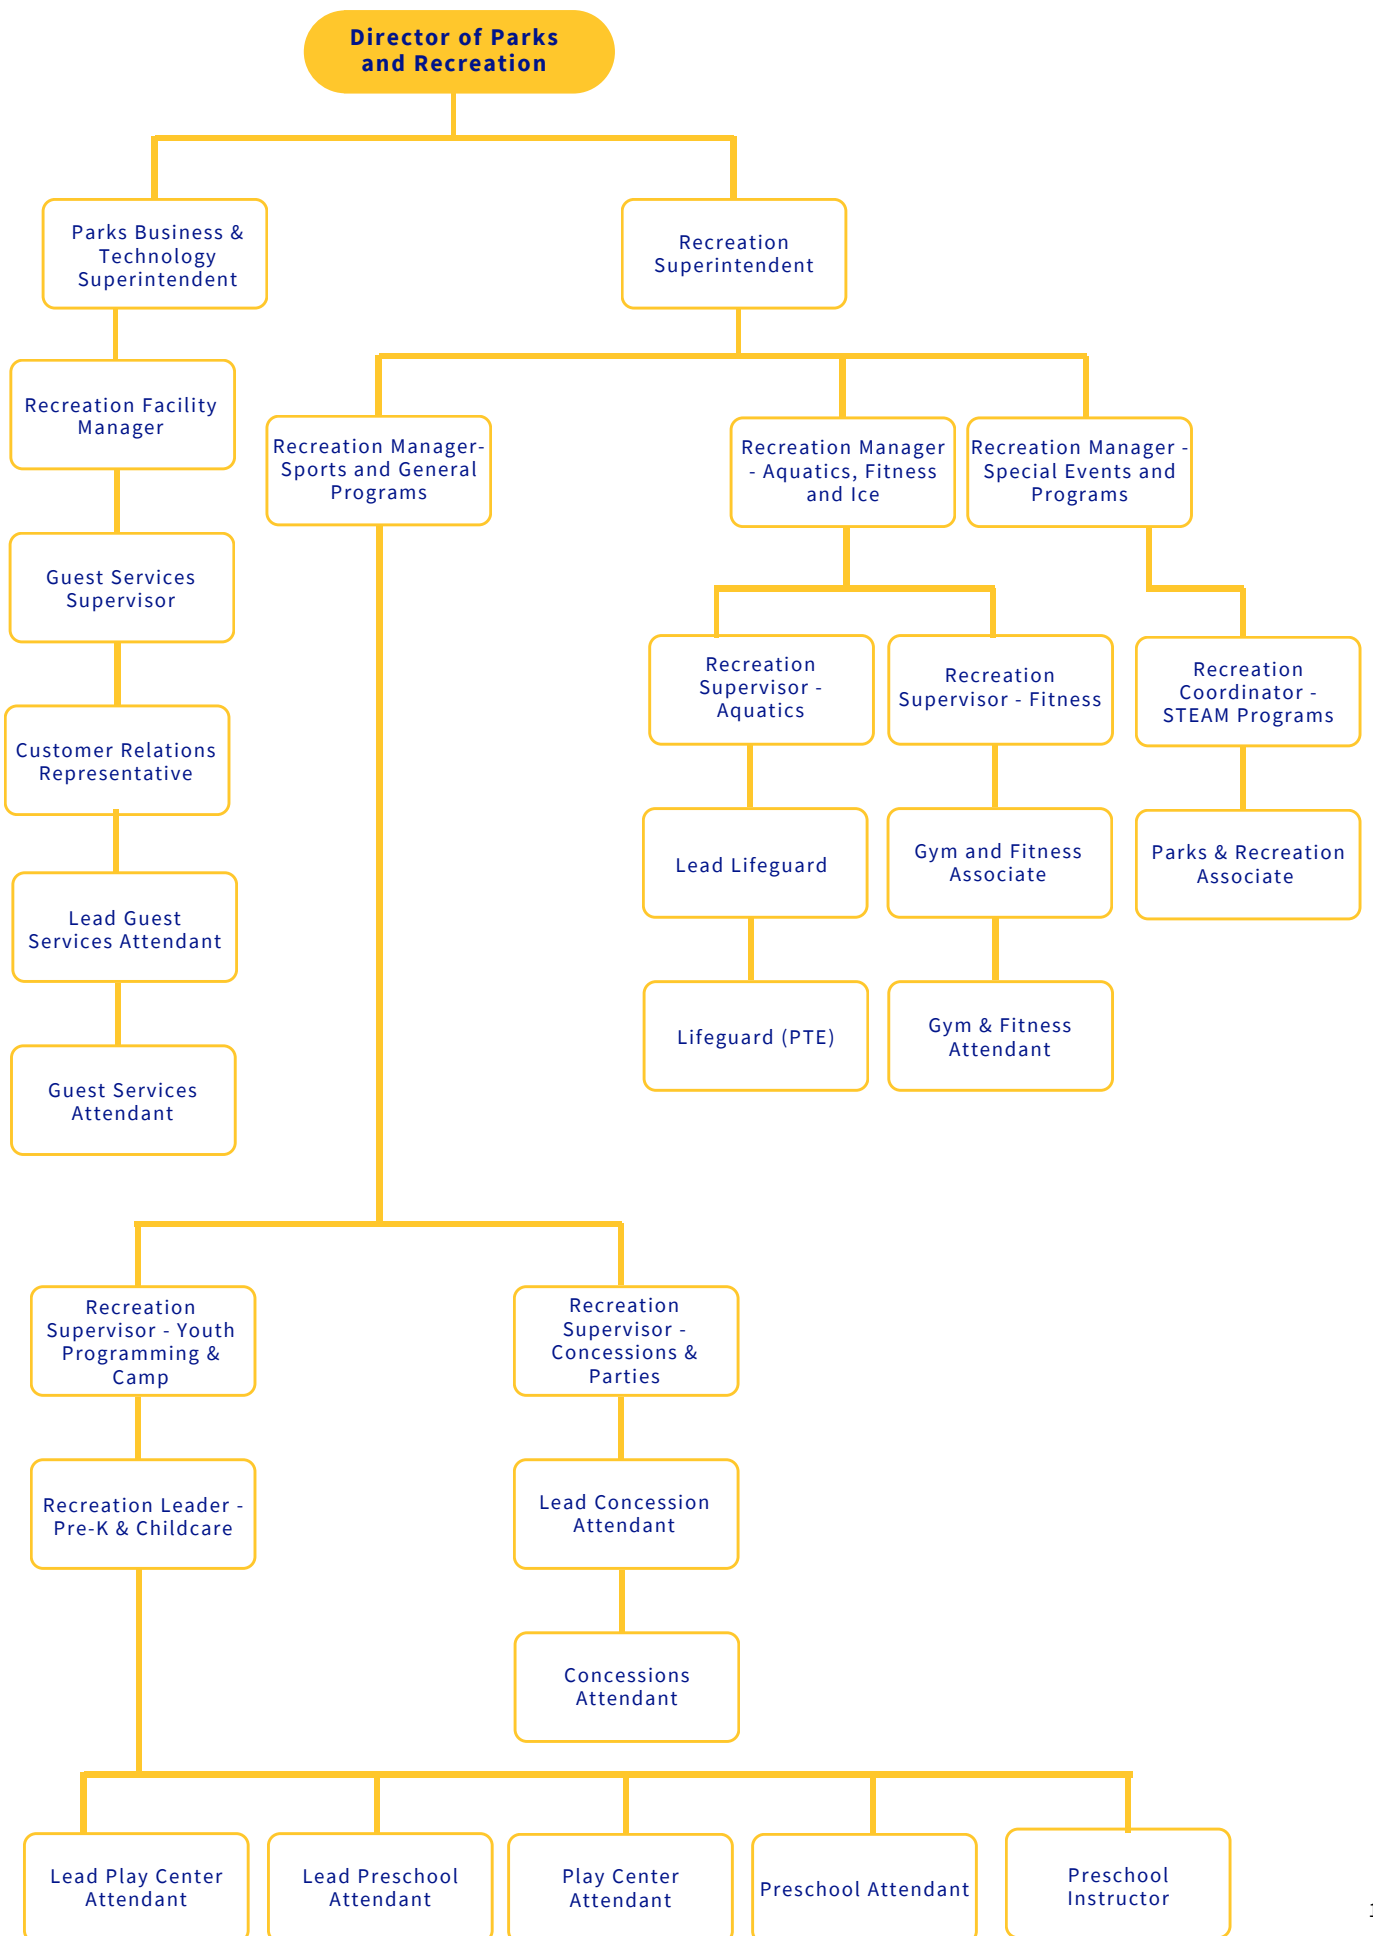 Director of Parks
and Recreation
Parks Business &
Technology
Superintendent
Recreation
Superintendent
Recreation Facility
Manager
Recreation Manager-
Sports and General
Programs
Recreation Manager
- Aquatics, Fitness
and Ice
Recreation Manager -
Special Events and
Programs
Guest Services
Supervisor
Recreation
Supervisor -
Aquatics
Recreation
Supervisor - Fitness
Recreation
Coordinator -
STEAM Programs
Customer Relations
Representative
Lead Lifeguard
Gym and Fitness
Associate
Parks & Recreation
Associate
Lead Guest
Services Attendant
Lifeguard (PTE)
Gym & Fitness
Attendant
Guest Services
Attendant
Recreation
Supervisor - Youth
Programming &
Camp
Recreation
Supervisor -
Concessions &
Parties
Recreation Leader -
Pre-K & Childcare
Lead Concession
Attendant
Concessions
Attendant
Lead Play Center
Attendant
Lead Preschool
Attendant
Play Center
Attendant
Preschool Attendant
Preschool
Instructor